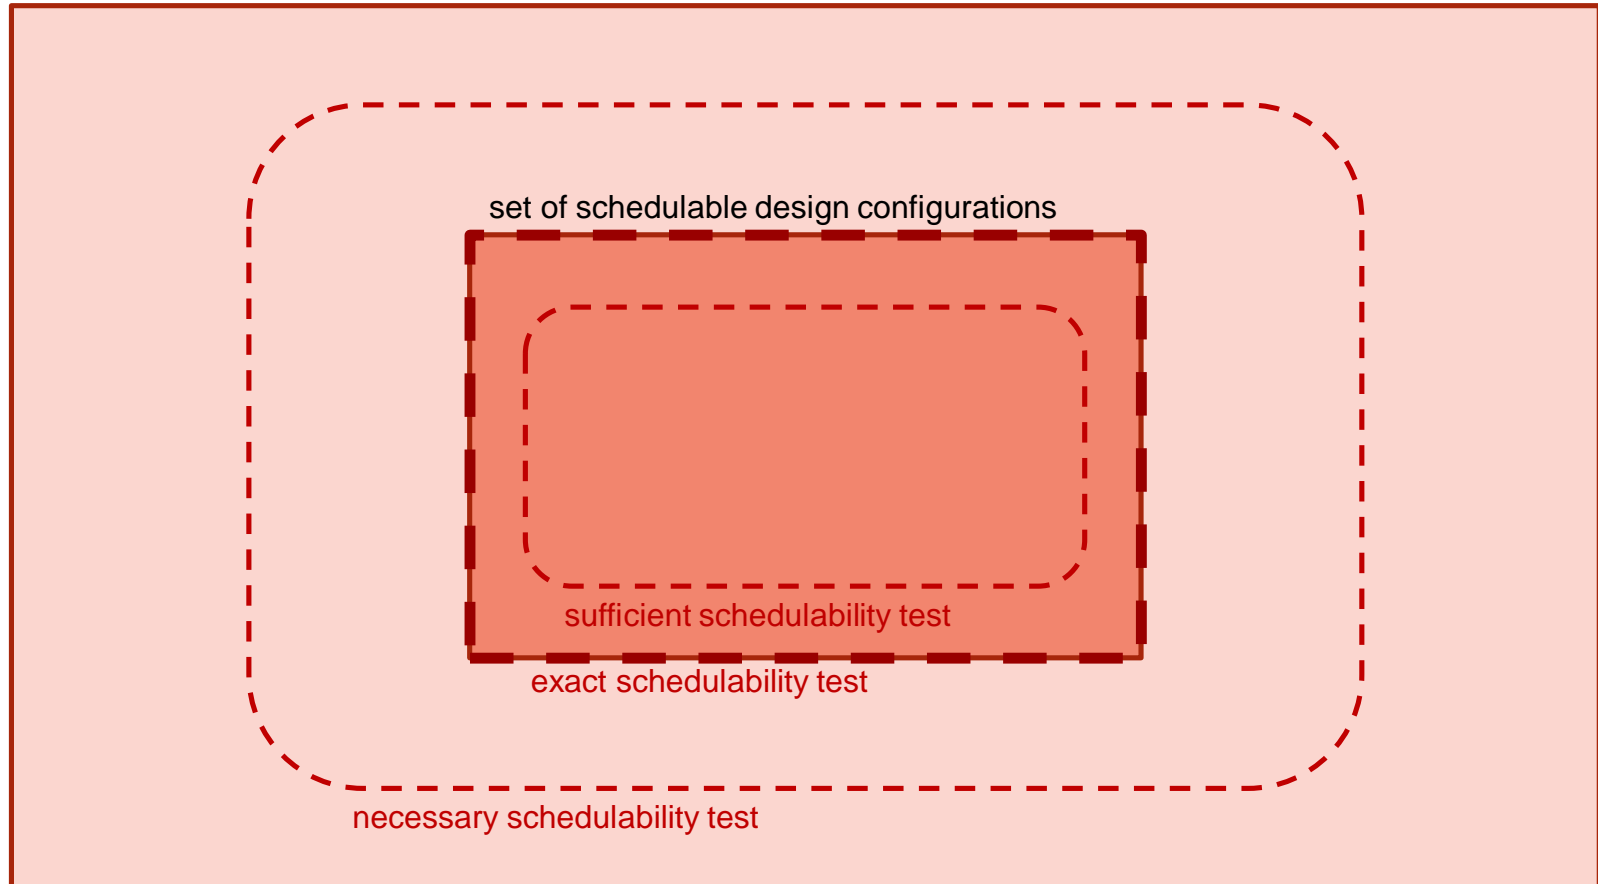 set of schedulable design configurations
sufficient schedulability test
exact schedulability test
necessary schedulability test